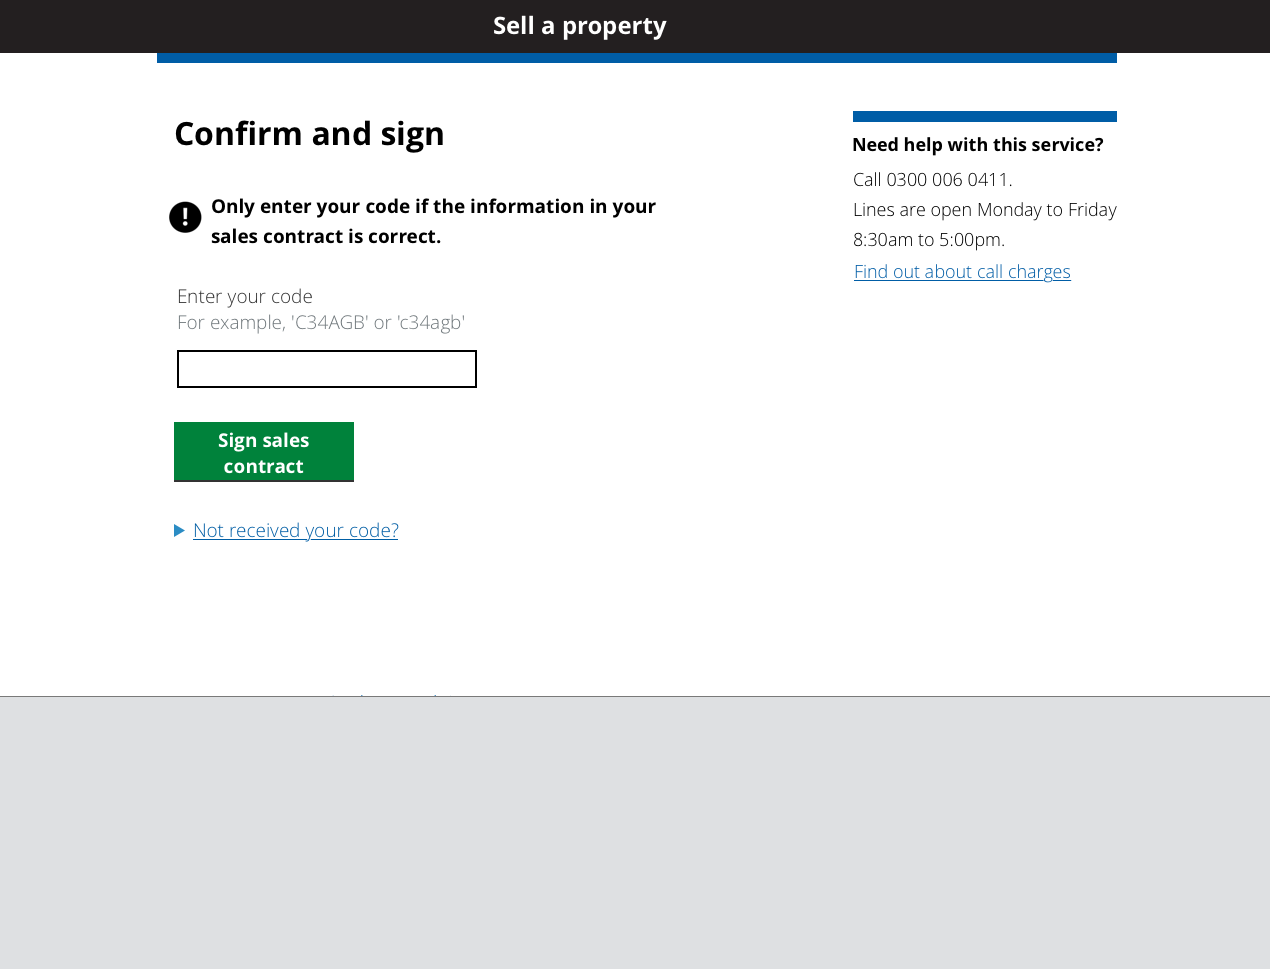 Sell a property
Confirm and sign
Only enter your code if the information in your
sales contract is correct.
Enter your code
For example, 'C34AGB' or 'c34agb'
Sign sales
contract
Not received your code?
Need help with this service?
Call 0300 006 0411.
Lines are open Monday to Friday
8:30am to 5:00pm.
Find out about call charges